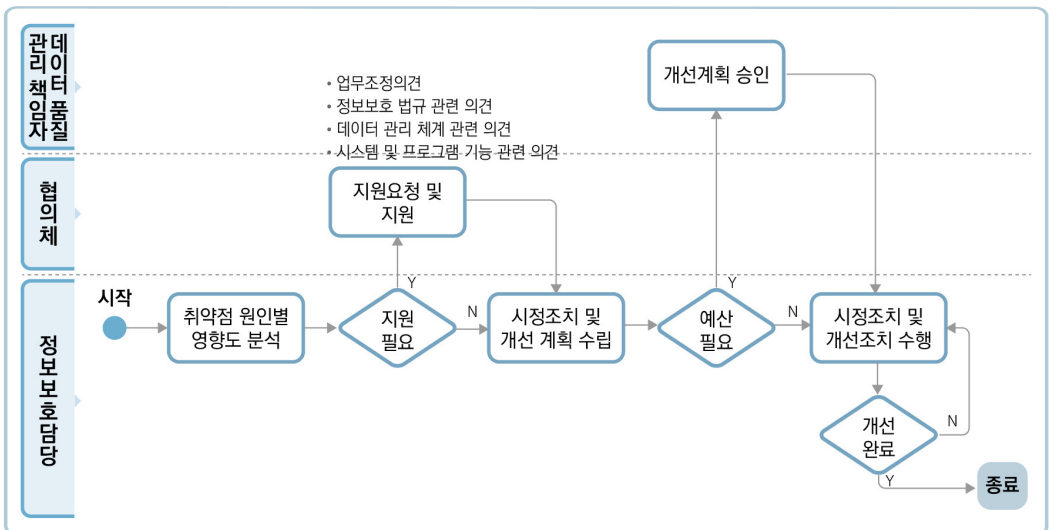 데이터 품질
관리 책임자
개선계획 승인
• 업무조정의견
• 정보보호 법규 관련 의견
• 데이터 관리 체계 관련 의견
• 시스템 및 프로그램 기능 관련 의견
협의체
지원요청 및
지원
Y
Y
정보보호담당
시작
취약점 원인별
영향도 분석
지원
필요
N
시정조치 및
개선 계획 수립
예산
필요
N
시정조치 및
개선조치 수행
개선
완료
N
Y
종료